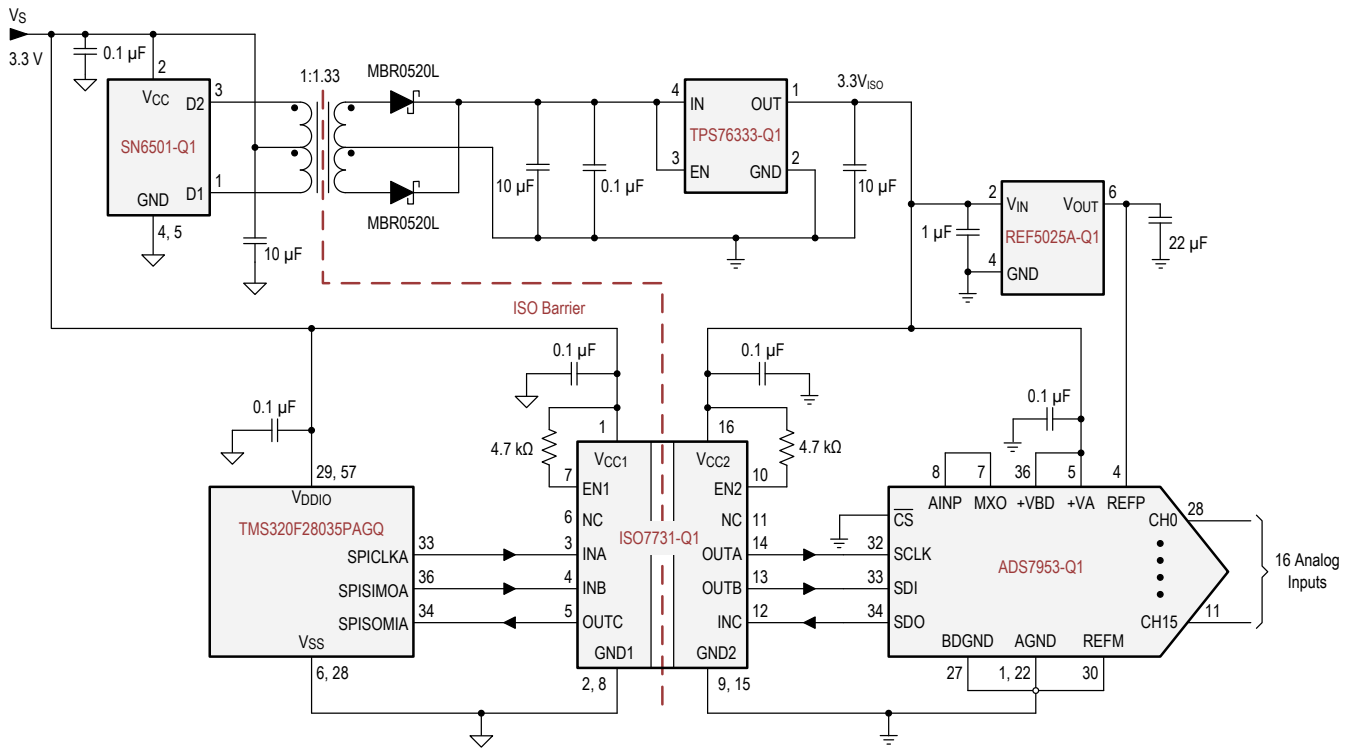 VS
3.3 V
0.1 µF
2
VCC
D2
3
SN6501-Q1
D1
1
GND
4, 5
10 µF
1:1.33
MBR0520L
MBR0520L
10 µF
0.1 µF
4
IN
OUT
1
TPS76333-Q1
3
EN
GND
2
3.3VISO
10 µF
2
VIN
VOUT
6
REF5025A-Q1
1 µF
4
GND
22 µF
ISO Barrier
0.1 µF
0.1 µF
0.1 µF
0.1 µF
4.7 kΩ
1
16
4.7 kΩ
29, 57
VDDIO
TMS320F28035PAGQ
SPICLKA
33
SPISIMOA
36
SPISOMIA
34
VSS
6, 28
VCC1
VCC2
7
EN1
EN2
10
6
NC
NC
11
ISO7731-Q1
3
INA
OUTA
14
4
INB
OUTB
13
5
OUTC
INC
12
GND1
GND2
2, 8
9, 15
8
7
36
5
4
AINP
MXO
+VBD
+VA
REFP
CS
28
CH0
32
SCLK
ADS7953-Q1
33
SDI
34
SDO
CH15
11
16 Analog
Inputs
BDGND
AGND
REFM
27
1, 22
30